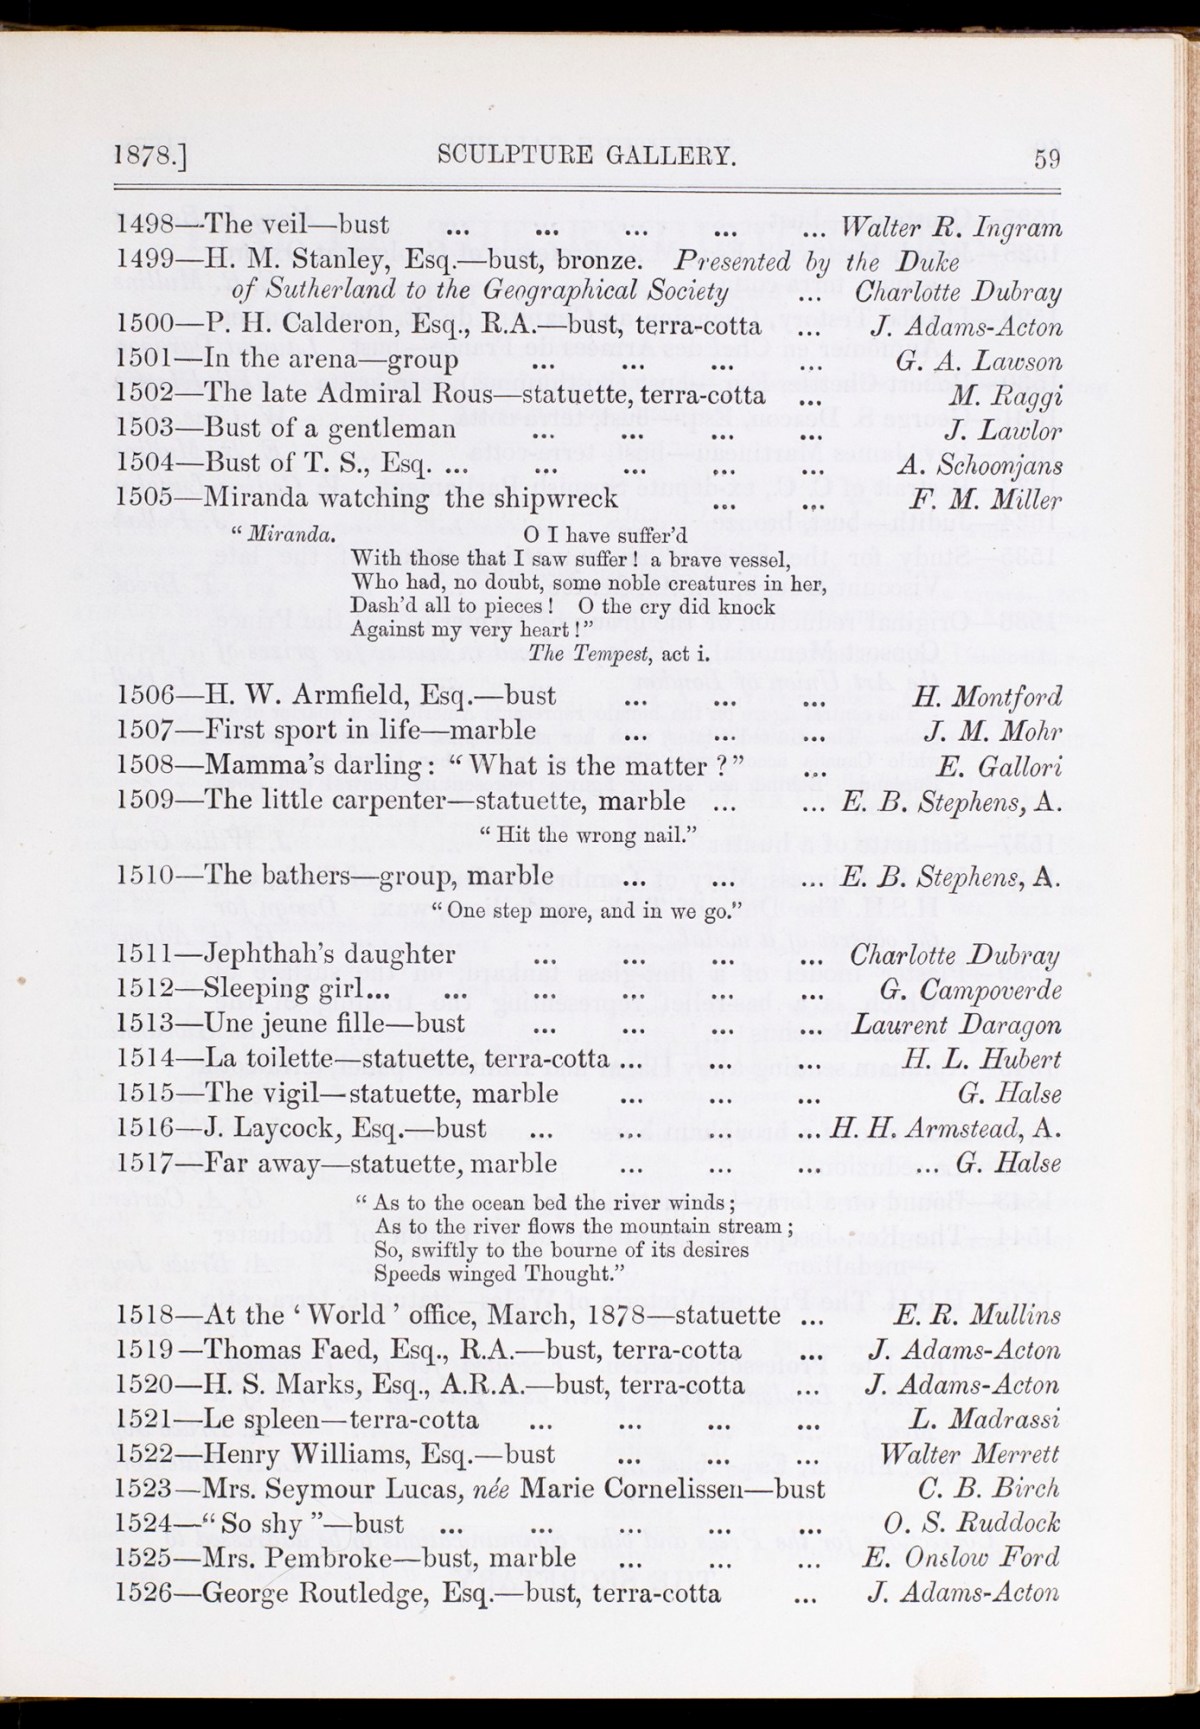 1878.] SCULPTURE GALLERY. 59
1498—The veil—bust ... ... ... ... ... Walter R. Ingram
1499—H. M. Stanley, Esq.—bust, bronze. Presented by the Duke
of Sutherland to the Geographical Society ... Charlotte Dubray
1500—P. H. Calderon, Esq., R.A.—bust, terra-cotta ... J. Adams-Acton
1501—In the arena—group ... ... ... ... G. A. Lawson
1502—The late Admiral Rous—statuette, terra-cotta ... M. Raggi
1503—Bust of a gentleman ... ... ... ... J. Lawlor
1504—Bust of T. S., Esq. ... ... ... ... ... A. Schoonjans
1505—Miranda watching the shipwreck ... ... F. M. Miller
“Miranda. O I have suffer’d
With those that I saw suffer! a brave vessel,
Who had, no doubt, some noble creatures in her,
Dash’d all to pieces! O the cry did knock
Against my very heart!”
The Tempest, act i.
1506—H. W. Armfield, Esq.—bust ... ... ... H. Montford
1507—First sport in life—marble ... ... ... J. M. Mohr
1508—Mamma’s darling: “What is the matter?” ... E. Gallori
1509—The little carpenter—statuette, marble ... ... E. B. Stephens, A.
“Hit the wrong nail.”
1510—The bathers—group, marble ... ... ... E. B. Stephens, A.
“One step more, and in we go.”
1511—Jephthah’s daughter ... ... ... ... Charlotte Dubray
1512—Sleeping girl... ... ... ... ... ... G. Campoverde
1513—Une jeune fille—bust ... ... ... ... Laurent Daragon
1514—La toilette—statuette, terra-cotta ... ... ... H. L. Hubert
1515—The vigil—statuette, marble ... ... ... G. Halse
1516—J. Laycock, Esq.—bust ... ... ... ... H. H. Armstead, A.
1517—Far away—statuette, marble ... ... ... ... G. Halse
“As to the ocean bed the river winds;
As to the river flows the mountain stream;
So, swiftly to the bourne of its desires
Speeds winged Thought.”
1518—At the ‘World’ office, March, 1878—statuette ... E. R. Mullins
1519—Thomas Faed, Esq., R.A.—bust, terra-cotta ... J. Adams-Acton
1520—H. S. Marks, Esq., A.R.A.—bust, terra-cotta ... J. Adams-Acton
1521—Le spleen—terra-cotta ... ... ... ... L. Madrassi
1522—Henry Williams, Esq.—bust ... ... ... Walter Merrett
1523—Mrs. Seymour Lucas, née Marie Cornelissen—bust C. B. Birch
1524—“So shy”—bust ... ... ... ... ... O. S. Ruddock
1525—Mrs. Pembroke—bust, marble ... ... ... E. Onslow Ford
1526—George Routledge, Esq.—bust, terra-cotta ... J. Adams-Acton